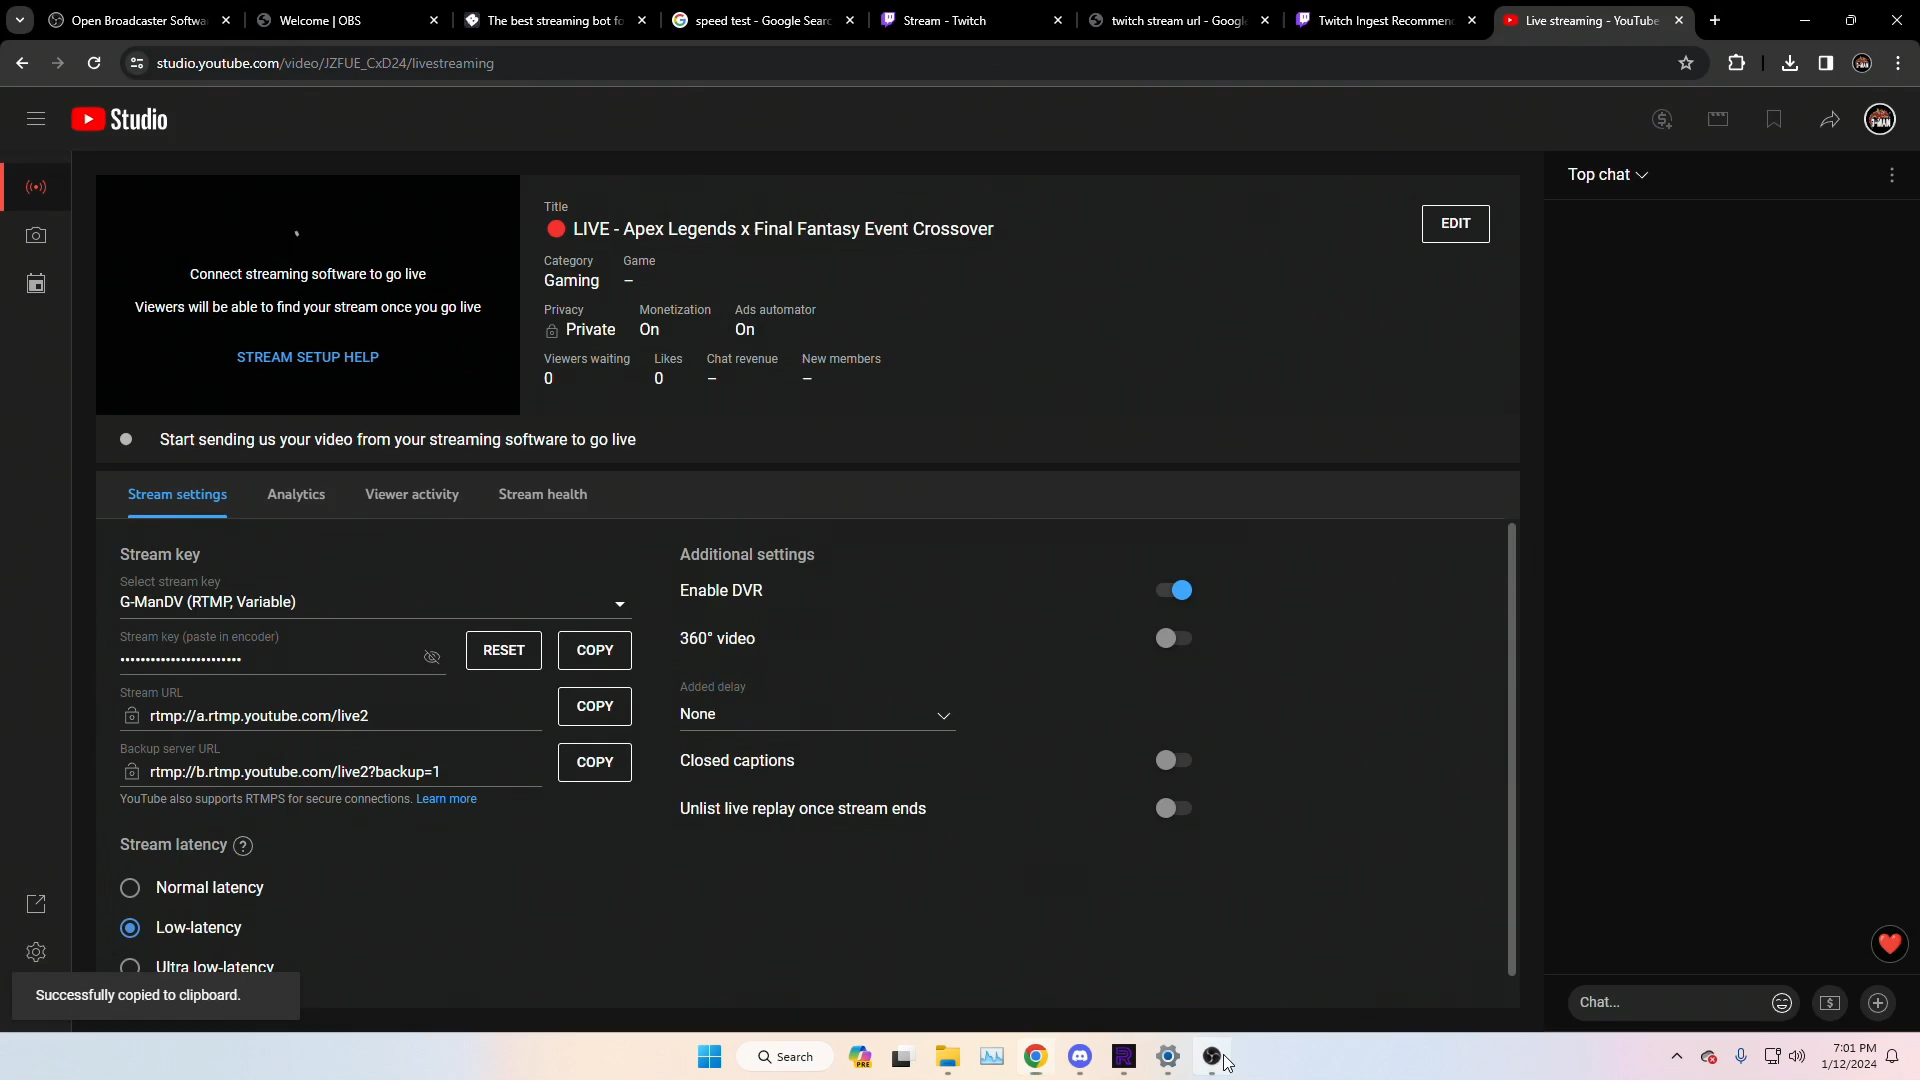 Open Broadcaster Softwa
Welcome | OBS
The best streaming bot fo
speed test - Google Searc
Stream - Twitch
twitch stream url - Google
Twitch Ingest Recommen
Live streaming - YouTube
studio.youtube.com/video/JZFUE_CxD24/livestreaming
Studio
Top chat
Title
LIVE - Apex Legends x Final Fantasy Event Crossover
EDIT
Category Game
Gaming –
Connect streaming software to go live
Viewers will be able to find your stream once you go live
STREAM SETUP HELP
Privacy Monetization Ads automator
Private On On
Viewers waiting Likes Chat revenue New members
0 0 – –
Start sending us your video from your streaming software to go live
Stream settings Analytics Viewer activity Stream health
Stream key
Select stream key
G-ManDV (RTMP, Variable)
Stream key (paste in encoder)
••••••••••••••••••••••••
RESET COPY
Stream URL
rtmp://a.rtmp.youtube.com/live2
COPY
Backup server URL
rtmp://b.rtmp.youtube.com/live2?backup=1
COPY
YouTube also supports RTMPS for secure connections. Learn more
Stream latency ?
Normal latency
Low-latency
Ultra low-latency
Additional settings
Enable DVR
360° video
Added delay
None
Closed captions
Unlist live replay once stream ends
Successfully copied to clipboard.
Chat...
Search
PRE
7:01 PM
1/12/2024